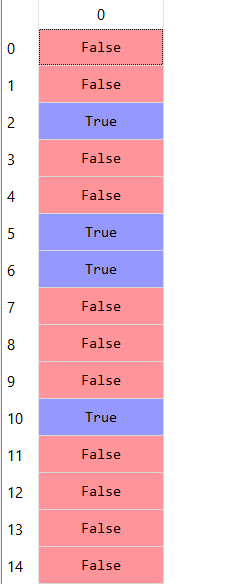 0
0 False
1 False
2 True
3 False
4 False
5 True
6 True
7 False
8 False
9 False
10 True
11 False
12 False
13 False
14 False